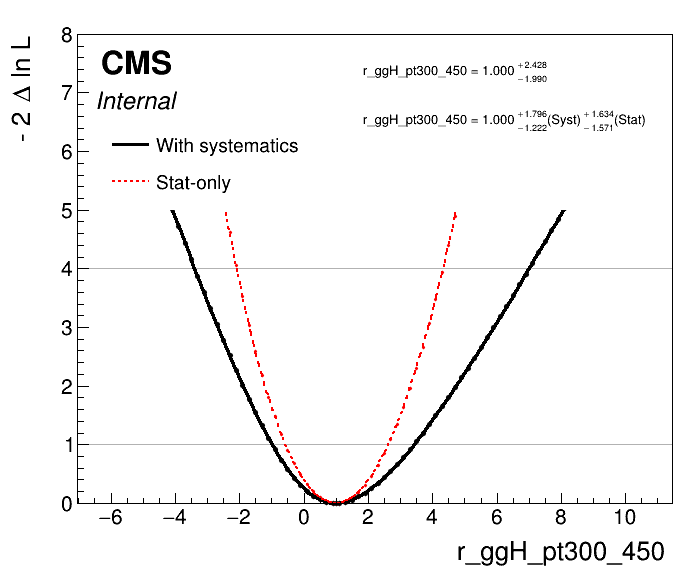 - 2 Δ ln L
8
7
6
5
4
3
2
1
0
CMS
Internal
With systematics
Stat-only
r_ggH_pt300_450 = 1.000 +2.428 −1.990
r_ggH_pt300_450 = 1.000 +1.796 −1.222 (Syst) +1.634 −1.571 (Stat)
−6 −4 −2 0 2 4 6 8 10
r_ggH_pt300_450